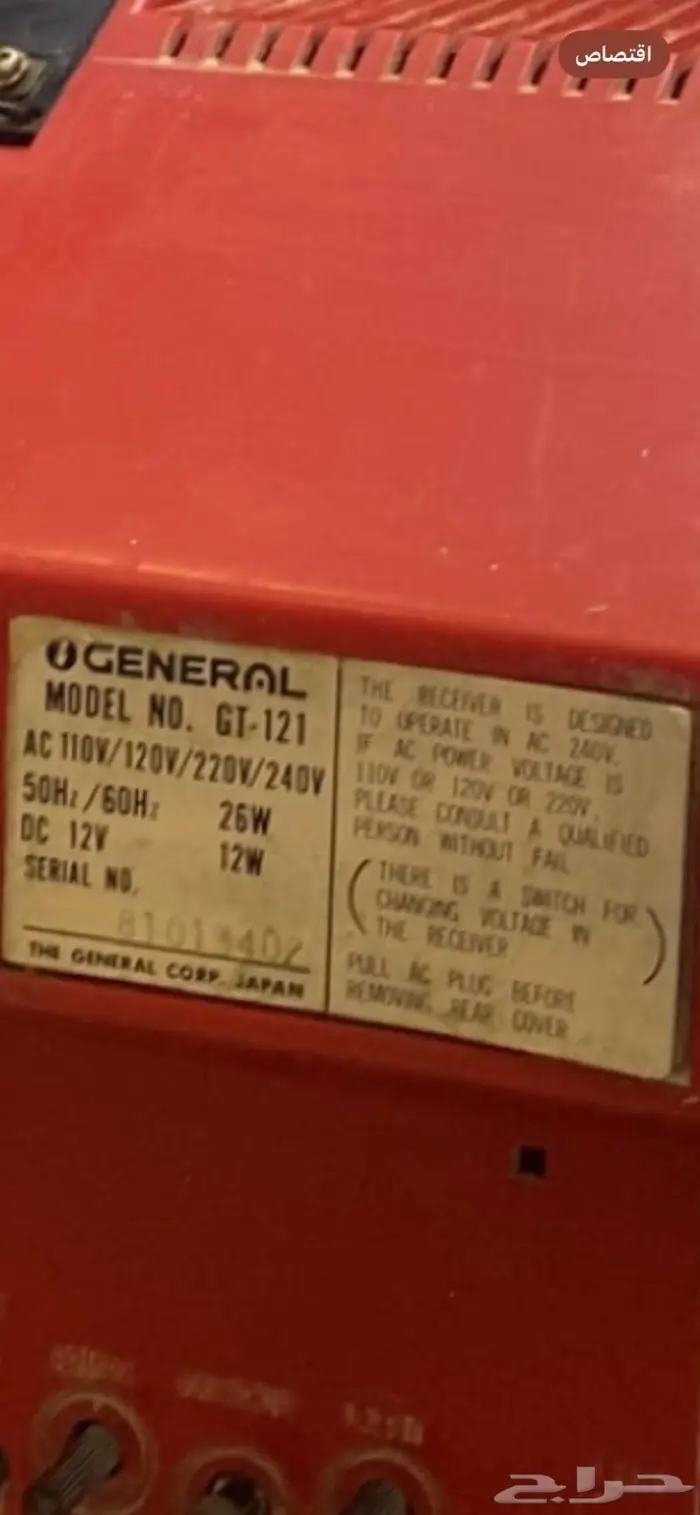 اقتصاص
GENERAL
MODEL NO. GT-121
AC 110V/120V/220V/240V
50Hz/60Hz 26W
DC 12V 12W
SERIAL NO.
THE GENERAL CORP. JAPAN
THE RECEIVER IS DESIGNED
TO OPERATE IN AC 240V.
IF AC POWER VOLTAGE IS
110V OR 120V OR 220V.
PLEASE CONSULT A QUALIFIED
PERSON WITHOUT FAIL
(THERE IS A SWITCH FOR
CHANGING VOLTAGE IN
THE RECEIVER)
PULL AC PLUG BEFORE
REMOVING REAR COVER
حراج